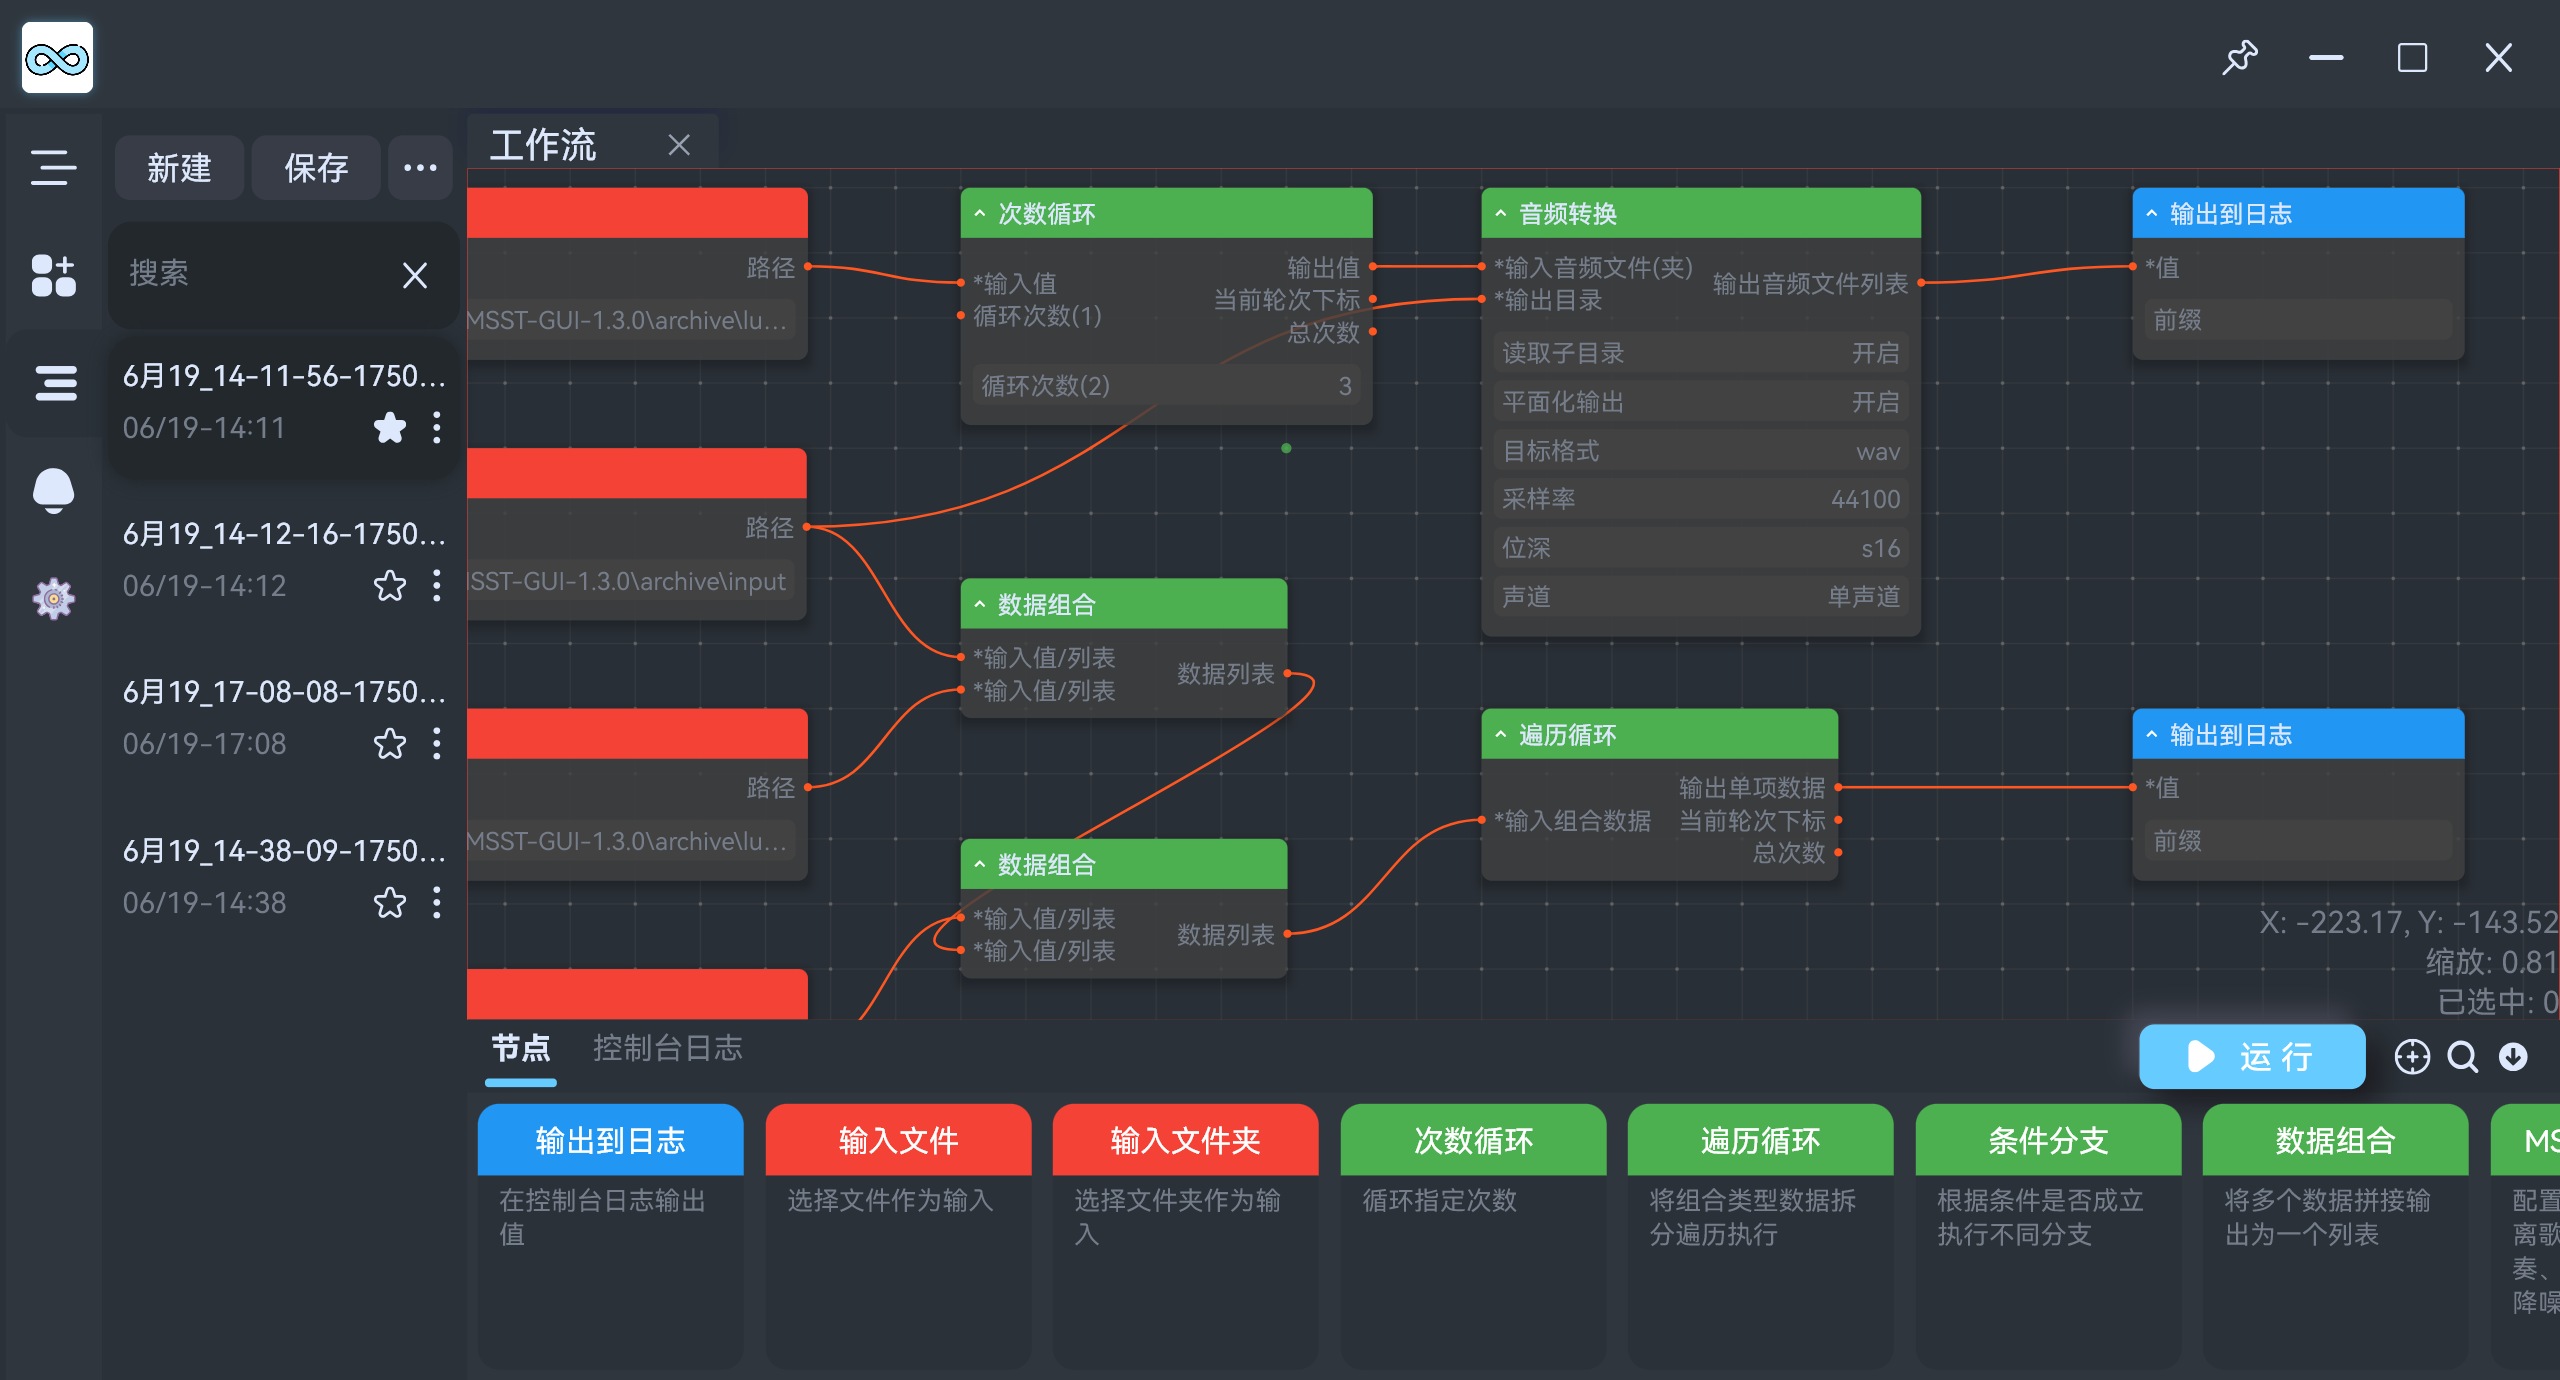 新建
保存
搜索
6月19_14-11-56-1750...
06/19-14:11
6月19_14-12-16-1750...
06/19-14:12
6月19_17-08-08-1750...
06/19-17:08
6月19_14-38-09-1750...
06/19-14:38
工作流
路径
MSST-GUI-1.3.0\archive\lu...
路径
SST-GUI-1.3.0\archive\input
路径
MSST-GUI-1.3.0\archive\lu...
次数循环
*输入值
循环次数(1)
输出值
当前轮次下标
总次数
循环次数(2) 3
数据组合
*输入值/列表
*输入值/列表
数据列表
数据组合
*输入值/列表
*输入值/列表
数据列表
音频转换
*输入音频文件(夹)
*输出目录
输出音频文件列表
读取子目录 开启
平面化输出 开启
目标格式 wav
采样率 44100
位深 s16
声道 单声道
遍历循环
*输入组合数据
输出单项数据
当前轮次下标
总次数
输出到日志
*值
前缀
输出到日志
*值
前缀
X: -223.17, Y: -143.52
缩放: 0.81
已选中: 0
节点
控制台日志
运 行
输出到日志
在控制台日志输出
值
输入文件
选择文件作为输入
输入文件夹
选择文件夹作为输
入
次数循环
循环指定次数
遍历循环
将组合类型数据拆
分遍历执行
条件分支
根据条件是否成立
执行不同分支
数据组合
将多个数据拼接输
出为一个列表
MS
配置
离歌
奏、
降噪